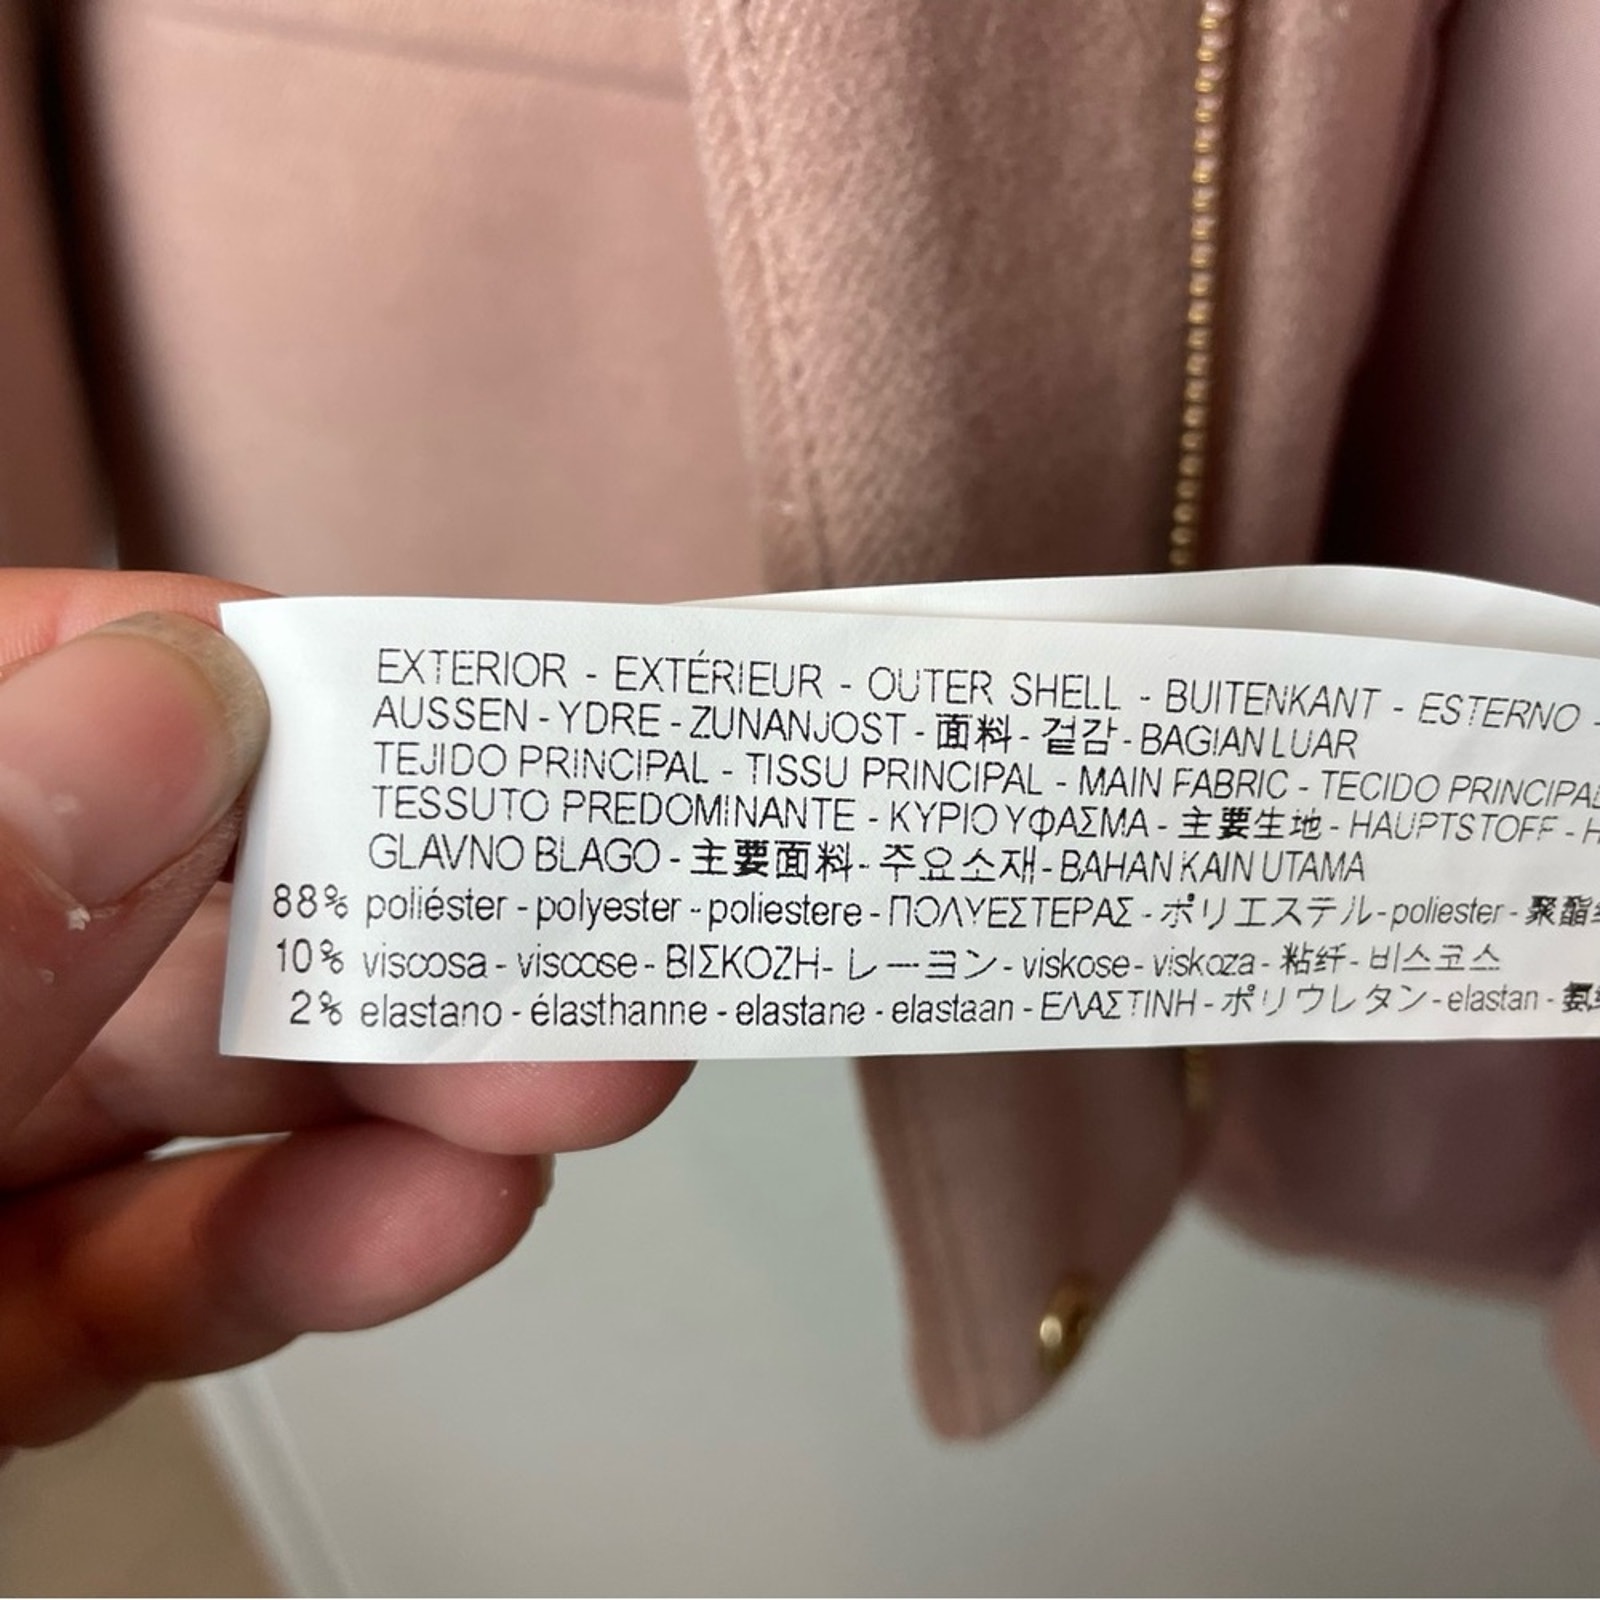 EXTERIOR - EXTÉRIEUR - OUTER SHELL - BUITENKANT - ESTERNO -
AUSSEN - YDRE - ZUNANJOST - 面料 - 겉감 - BAGIAN LUAR
TEJIDO PRINCIPAL - TISSU PRINCIPAL - MAIN FABRIC - TECIDO PRINCIPAL
TESSUTO PREDOMINANTE - ΚΥΡΙΟ ΥΦΑΣΜΑ - 主要生地 - HAUPTSTOFF - H
GLAVNO BLAGO - 主要面料 - 주요소재 - BAHAN KAIN UTAMA
88% poliéster - polyester - poliestere - ΠΟΛΥΕΣΤΕΡΑΣ - ポリエステル - poliester - 聚酯
10% viscosa - viscose - ΒΙΣΚΟΖΗ - レーヨン - viskose - viskoza - 粘纤 - 비스코스
2% elastano - élasthanne - elastane - elastaan - ΕΛΑΣΤΙΝΗ - ポリウレタン - elastan - 氨